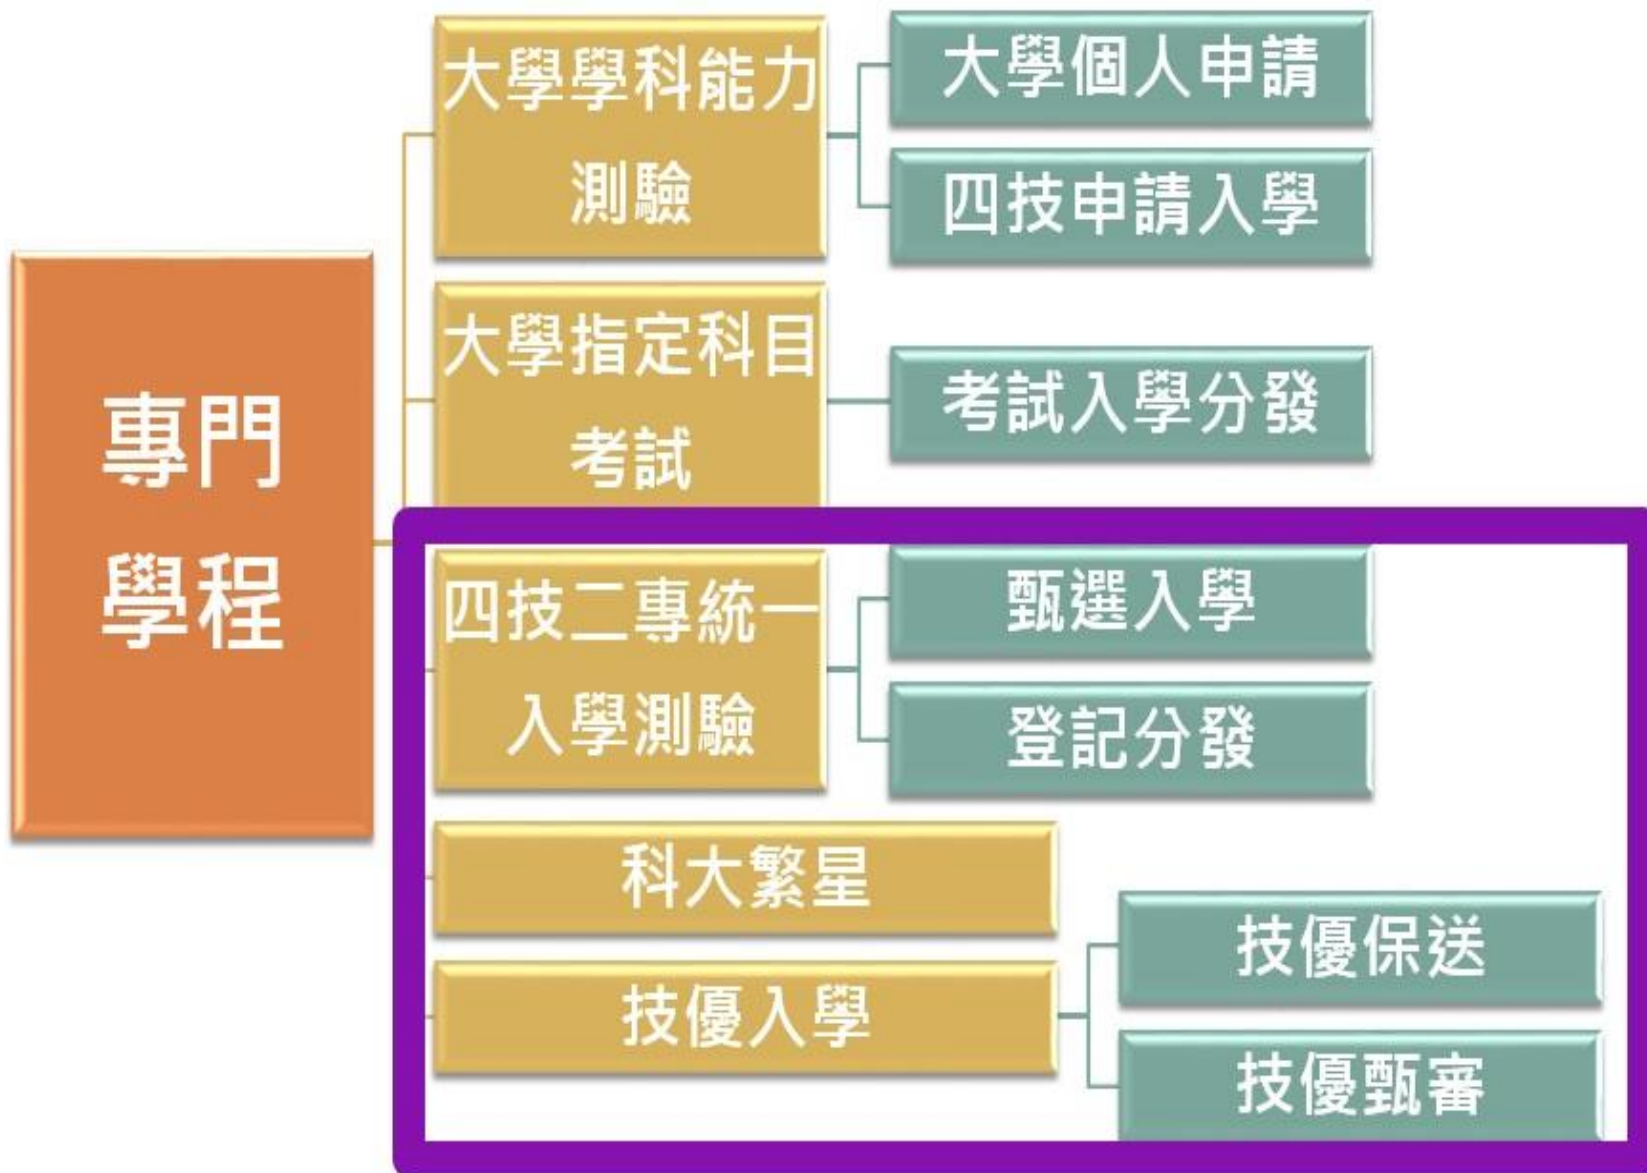 專門
學程
大學學科能力
測驗
大學個人申請
四技申請入學
大學指定科目
考試
考試入學分發
四技二專統一
入學測驗
甄選入學
登記分發
科大繁星
技優入學
技優保送
技優甄審